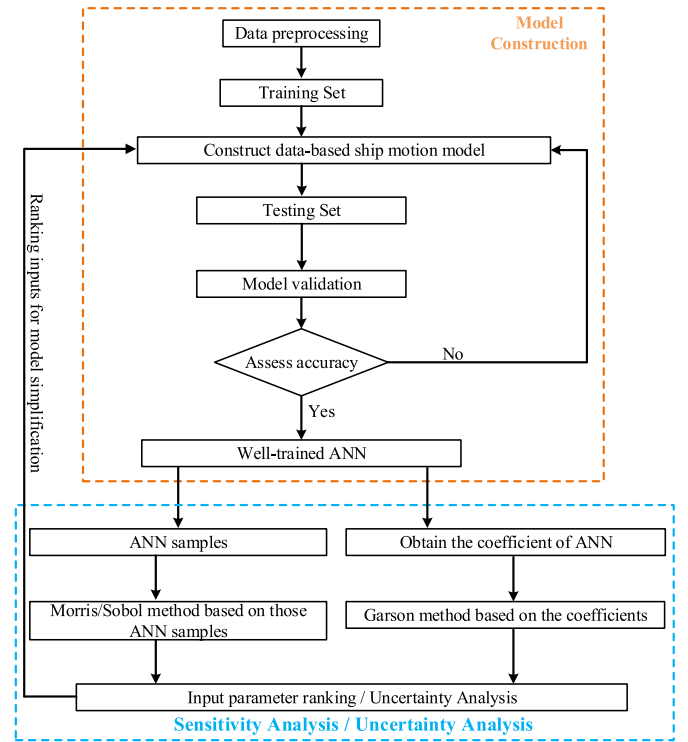 Model
Construction
Data preprocessing
Training Set
Construct data-based ship motion model
Testing Set
Model validation
Assess accuracy
No
Yes
Well-trained ANN
Ranking inputs for model simplification
ANN samples
Obtain the coefficient of ANN
Morris/Sobol method based on those
ANN samples
Garson method based on the coefficients
Input parameter ranking / Uncertainty Analysis
Sensitivity Analysis / Uncertainty Analysis